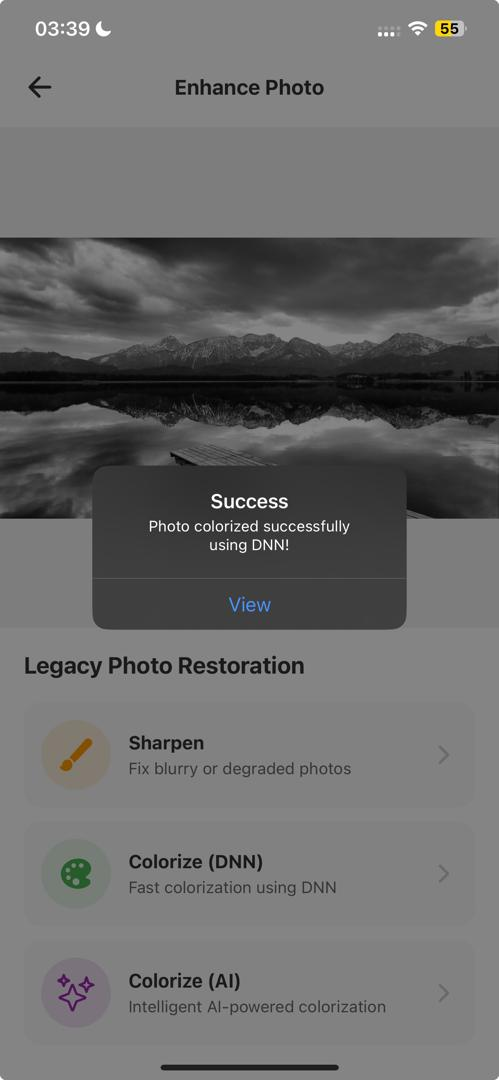 03:39
55
Enhance Photo
Success
Photo colorized successfully
using DNN!
View
Legacy Photo Restoration
Sharpen
Fix blurry or degraded photos
Colorize (DNN)
Fast colorization using DNN
Colorize (AI)
Intelligent AI-powered colorization